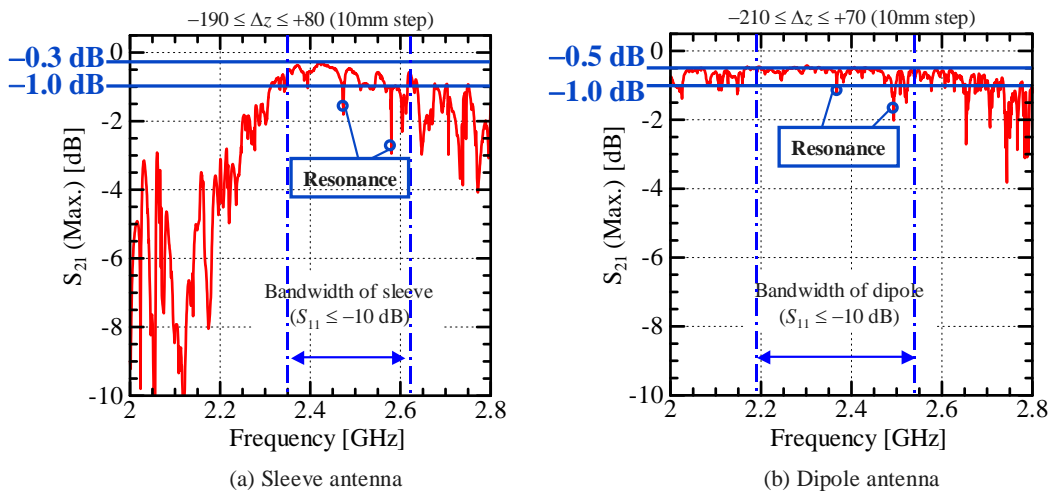 −190 ≤ Δz ≤ +80 (10mm step)
−0.3 dB
−1.0 dB
0
-2
-4
-6
-8
-10
S21 (Max.) [dB]
Resonance
Bandwidth of sleeve
(S11 ≤ −10 dB)
2
2.2
2.4
2.6
2.8
Frequency [GHz]
(a) Sleeve antenna
−210 ≤ Δz ≤ +70 (10mm step)
−0.5 dB
−1.0 dB
0
-2
-4
-6
-8
-10
S21 (Max.) [dB]
Resonance
Bandwidth of dipole
(S11 ≤ −10 dB)
2
2.2
2.4
2.6
2.8
Frequency [GHz]
(b) Dipole antenna